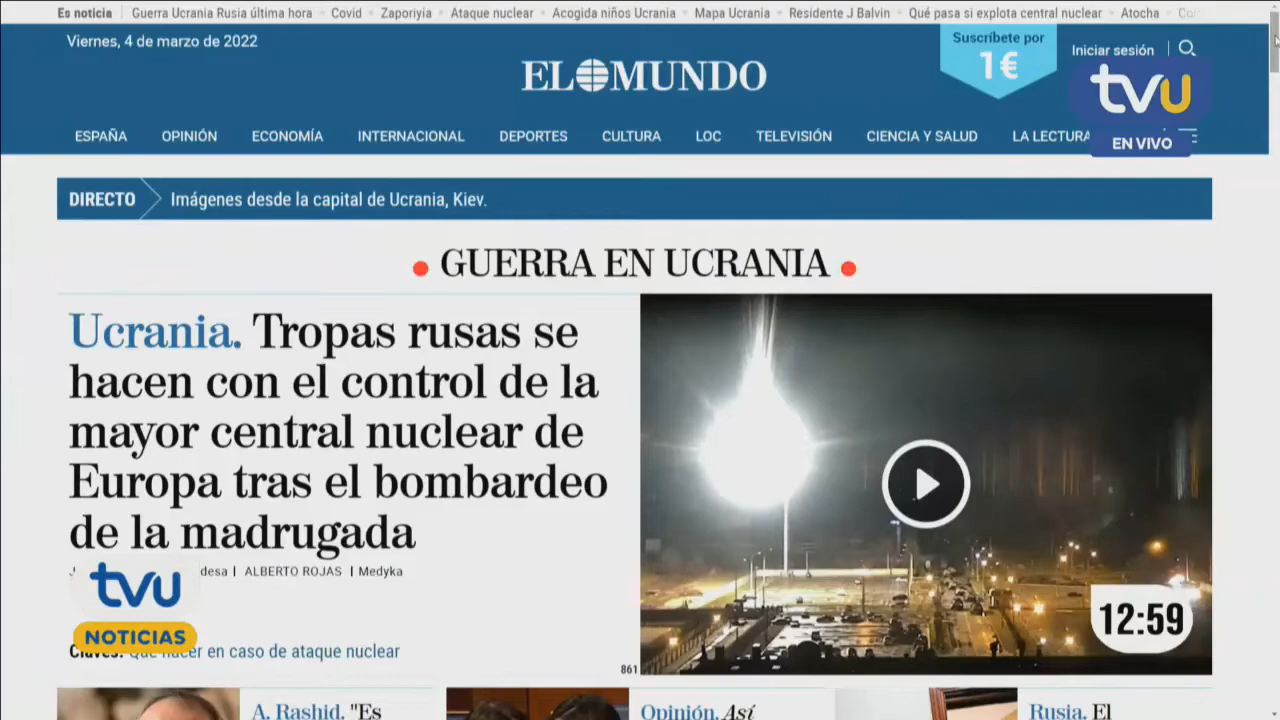 Es noticia Guerra Ucrania Rusia última hora Covid Zaporiyia Ataque nuclear Acogida niños Ucrania Mapa Ucrania Residente J Balvin Qué pasa si explota central nuclear Atocha
Viernes, 4 de marzo de 2022
Suscríbete por
1€
Iniciar sesión
EL MUNDO
tvu
EN VIVO
ESPAÑA OPINIÓN ECONOMÍA INTERNACIONAL DEPORTES CULTURA LOC TELEVISIÓN CIENCIA Y SALUD LA LECTURA
DIRECTO Imágenes desde la capital de Ucrania, Kiev.
GUERRA EN UCRANIA
Ucrania. Tropas rusas se
hacen con el control de la
mayor central nuclear de
Europa tras el bombardeo
de la madrugada
desa | ALBERTO ROJAS | Medyka
tvu
NOTICIAS
Claves. Qué hacer en caso de ataque nuclear
861
12:59
A. Rashid. "Es
Opinión. Así
Rusia. El